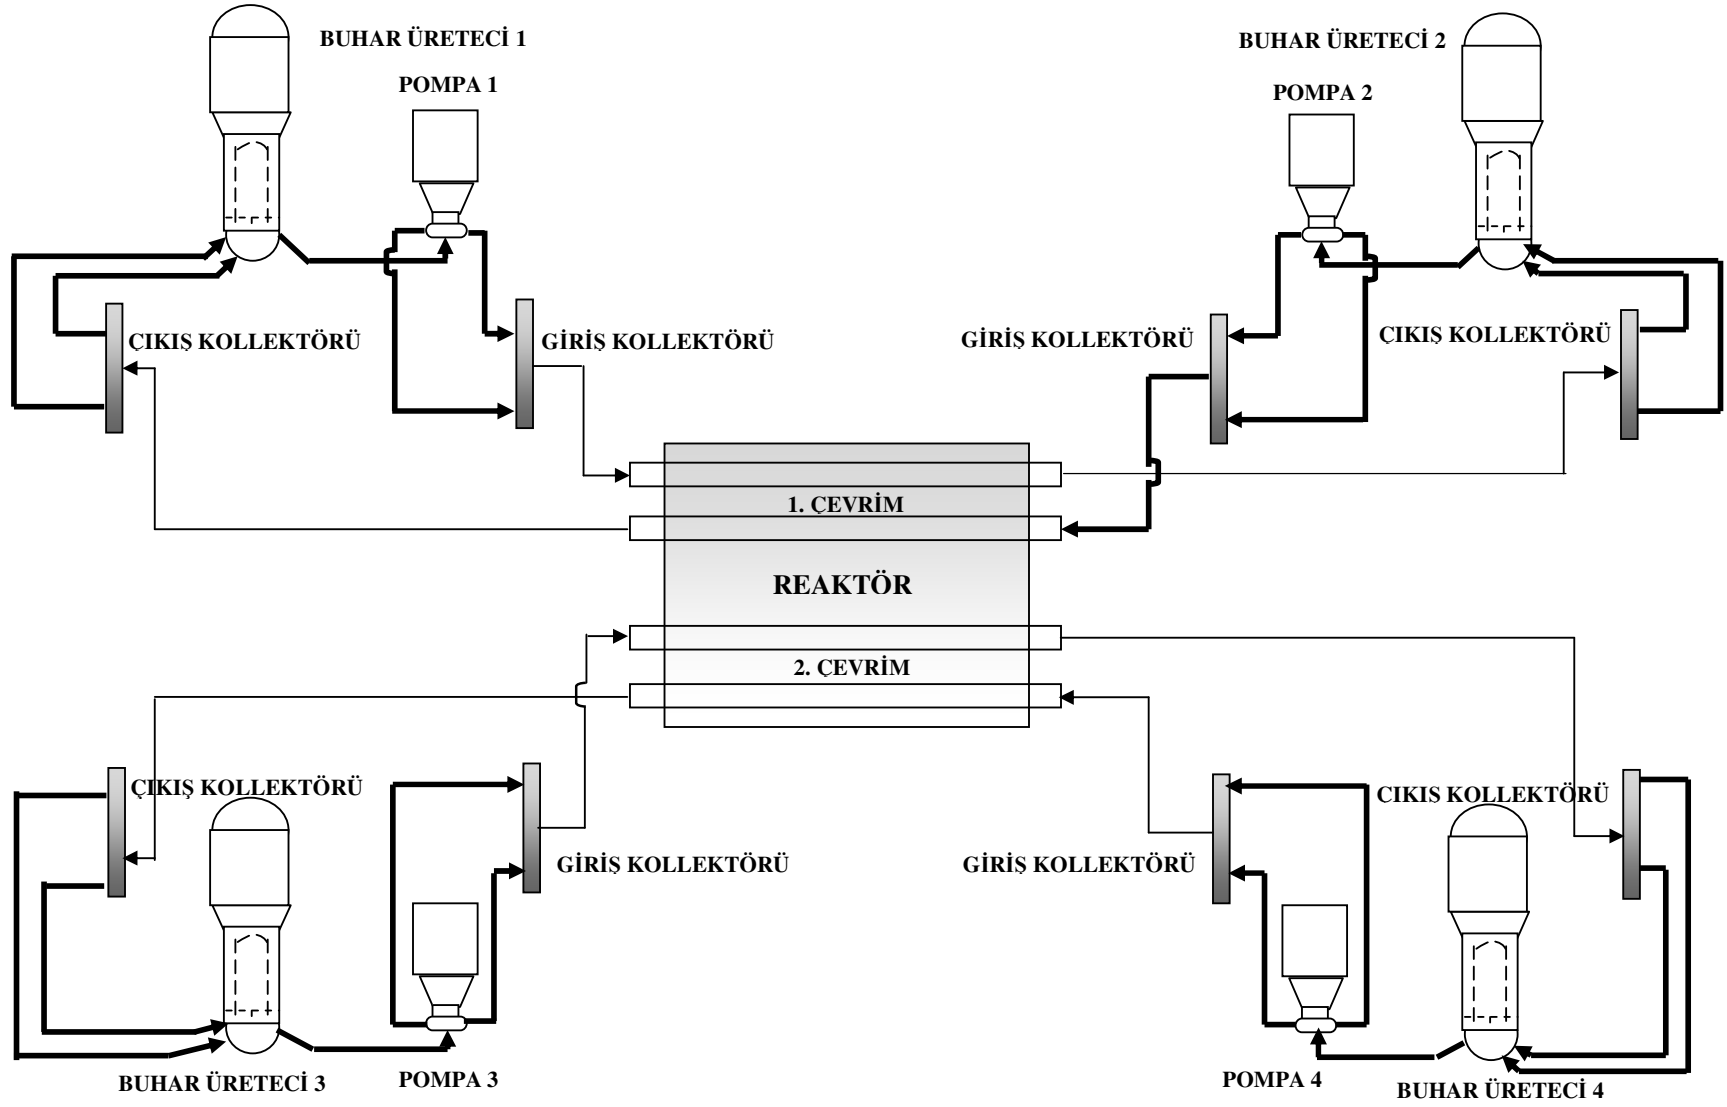 BUHAR ÜRETECİ 1
BUHAR ÜRETECİ 2
POMPA 1
POMPA 2
ÇIKIŞ KOLLEKTÖRÜ
GİRİŞ KOLLEKTÖRÜ
GİRİŞ KOLLEKTÖRÜ
ÇIKIŞ KOLLEKTÖRÜ
1. ÇEVRİM
REAKTÖR
2. ÇEVRİM
ÇIKIŞ KOLLEKTÖRÜ
CIKIS KOLLEKTÖRÜ
GİRİŞ KOLLEKTÖRÜ
GİRİŞ KOLLEKTÖRÜ
BUHAR ÜRETECİ 3
POMPA 3
POMPA 4
BUHAR ÜRETECİ 4